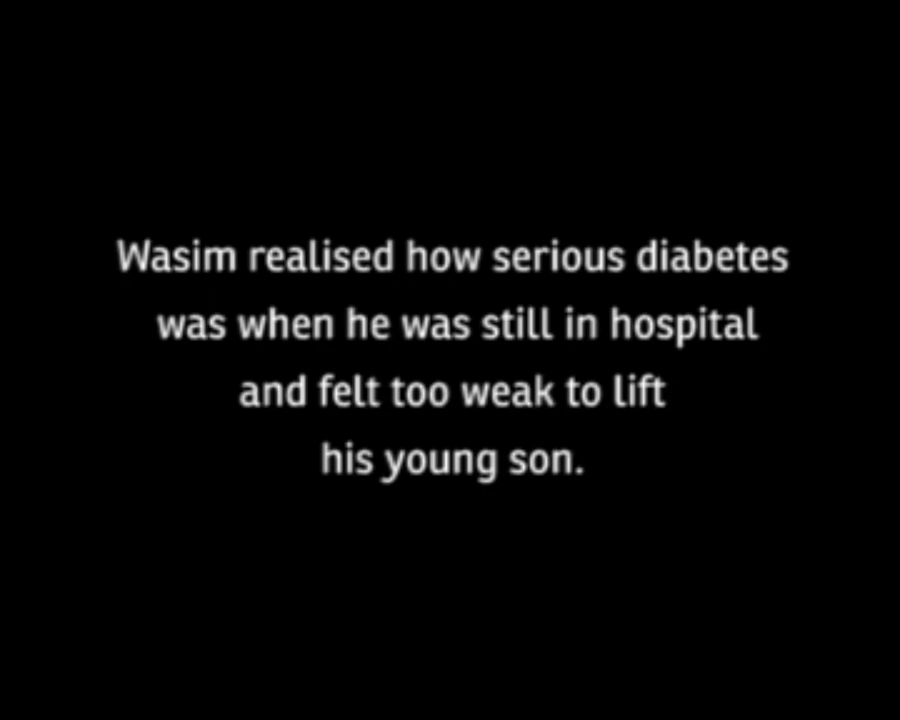 Wasim realised how serious diabetes
was when he was still in hospital
and felt too weak to lift
his young son.